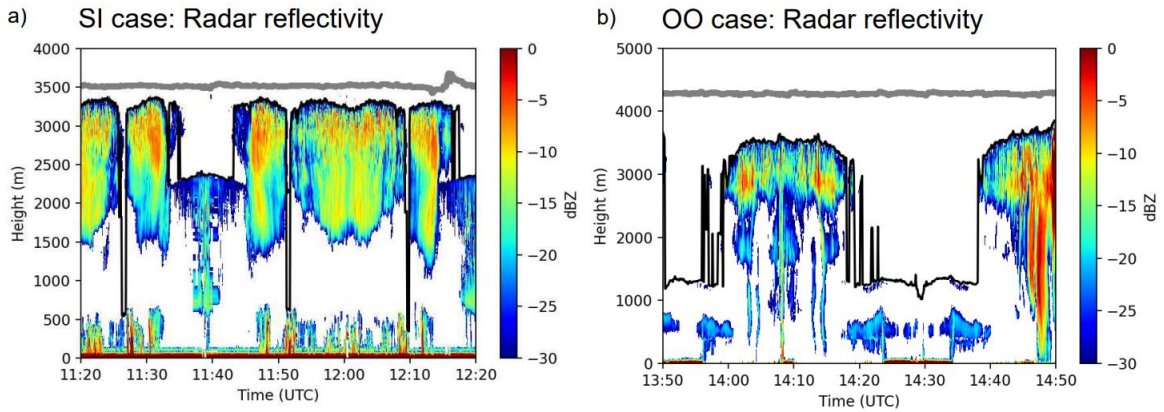 a) SI case: Radar reflectivity
4000
3500
3000
2500
2000
1500
1000
500
0
Height (m)
11:20 11:30 11:40 11:50 12:00 12:10 12:20
Time (UTC)
0
−5
−10
−15
−20
−25
−30
dBZ
b) OO case: Radar reflectivity
5000
4000
3000
2000
1000
0
Height (m)
13:50 14:00 14:10 14:20 14:30 14:40 14:50
Time (UTC)
0
−5
−10
−15
−20
−25
−30
dBZ